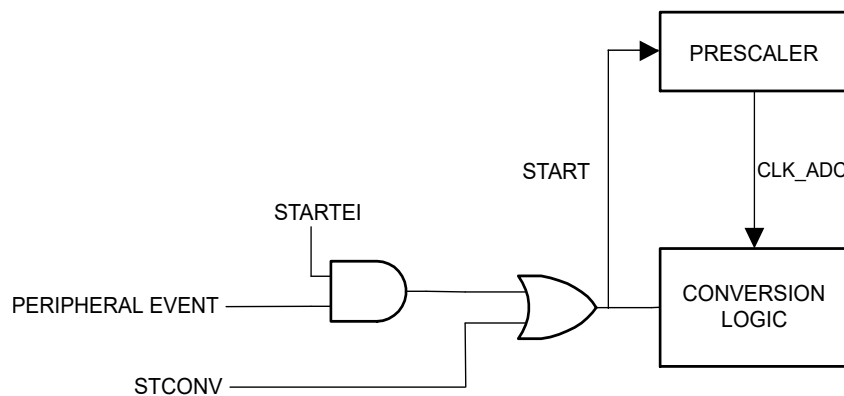 PRESCALER
START
CLK_ADC
STARTEI
PERIPHERAL EVENT
CONVERSION
LOGIC
STCONV